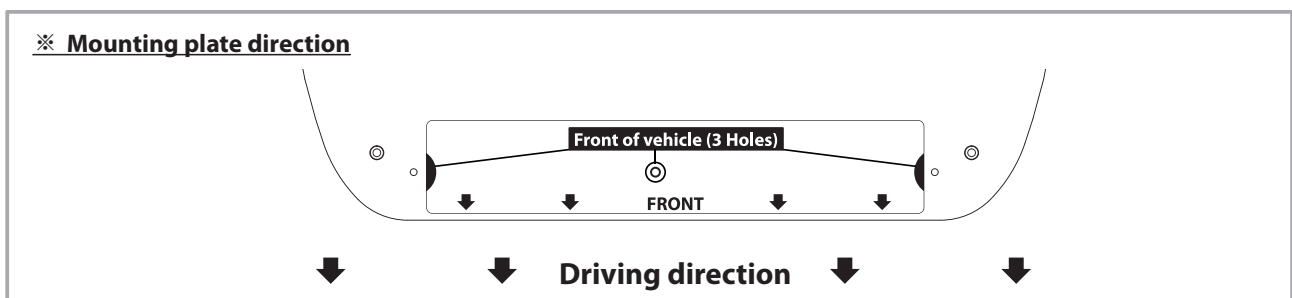 ※ Mounting plate direction
Front of vehicle (3 Holes)
FRONT
Driving direction